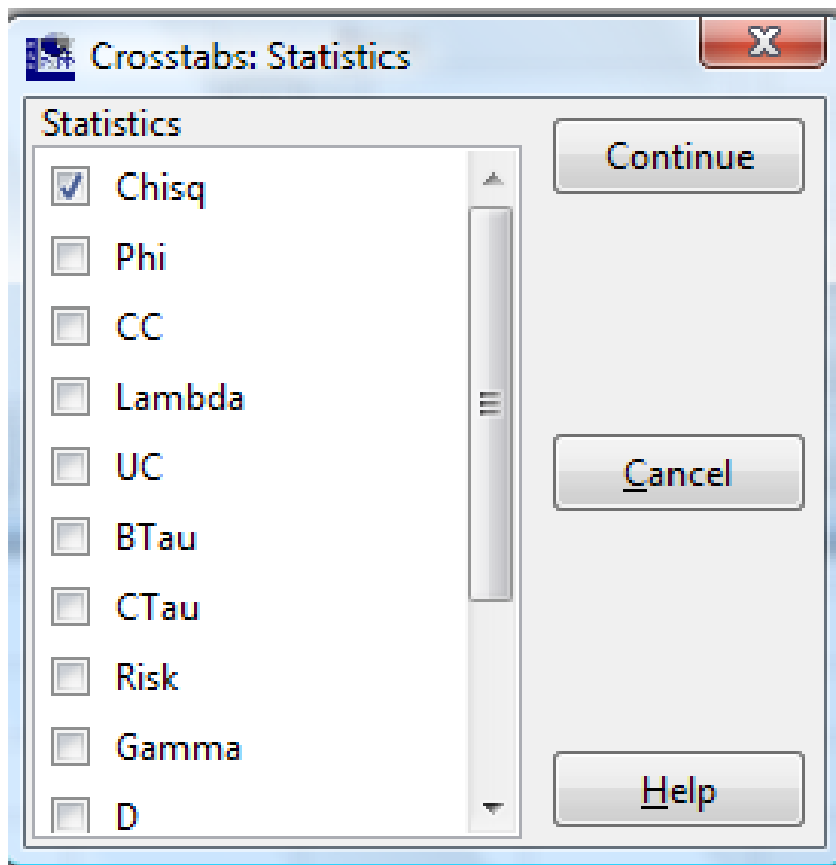 Crosstabs: Statistics
Statistics
Chisq
Phi
CC
Lambda
UC
BTau
CTau
Risk
Gamma
D
Continue
Cancel
Help